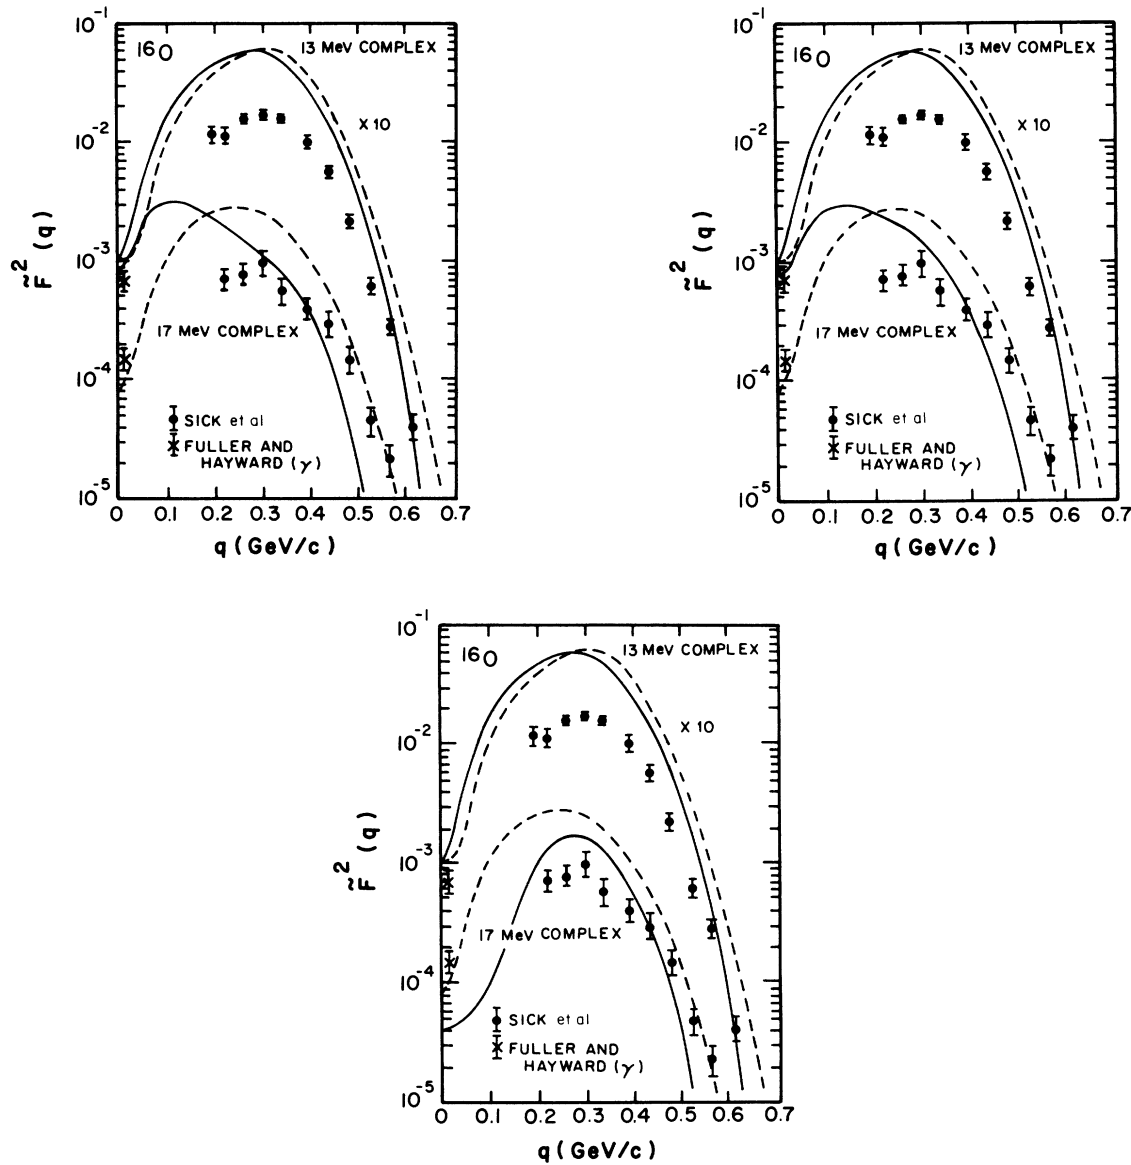 10⁻¹
¹⁶O
13 MeV COMPLEX
X 10
10⁻²
F̃² (q)
10⁻³
17 MeV COMPLEX
10⁻⁴
SICK et al
FULLER AND
HAYWARD (γ)
10⁻⁵
0 0.1 0.2 0.3 0.4 0.5 0.6 0.7
q (GeV/c)
10⁻¹
¹⁶O
13 MeV COMPLEX
X 10
10⁻²
F̃² (q)
10⁻³
17 MeV COMPLEX
10⁻⁴
SICK et al
FULLER AND
HAYWARD (γ)
10⁻⁵
0 0.1 0.2 0.3 0.4 0.5 0.6 0.7
q (GeV/c)
10⁻¹
¹⁶O
13 MeV COMPLEX
X 10
10⁻²
F̃² (q)
10⁻³
17 MeV COMPLEX
10⁻⁴
SICK et al
FULLER AND
HAYWARD (γ)
10⁻⁵
0 0.1 0.2 0.3 0.4 0.5 0.6 0.7
q (GeV/c)